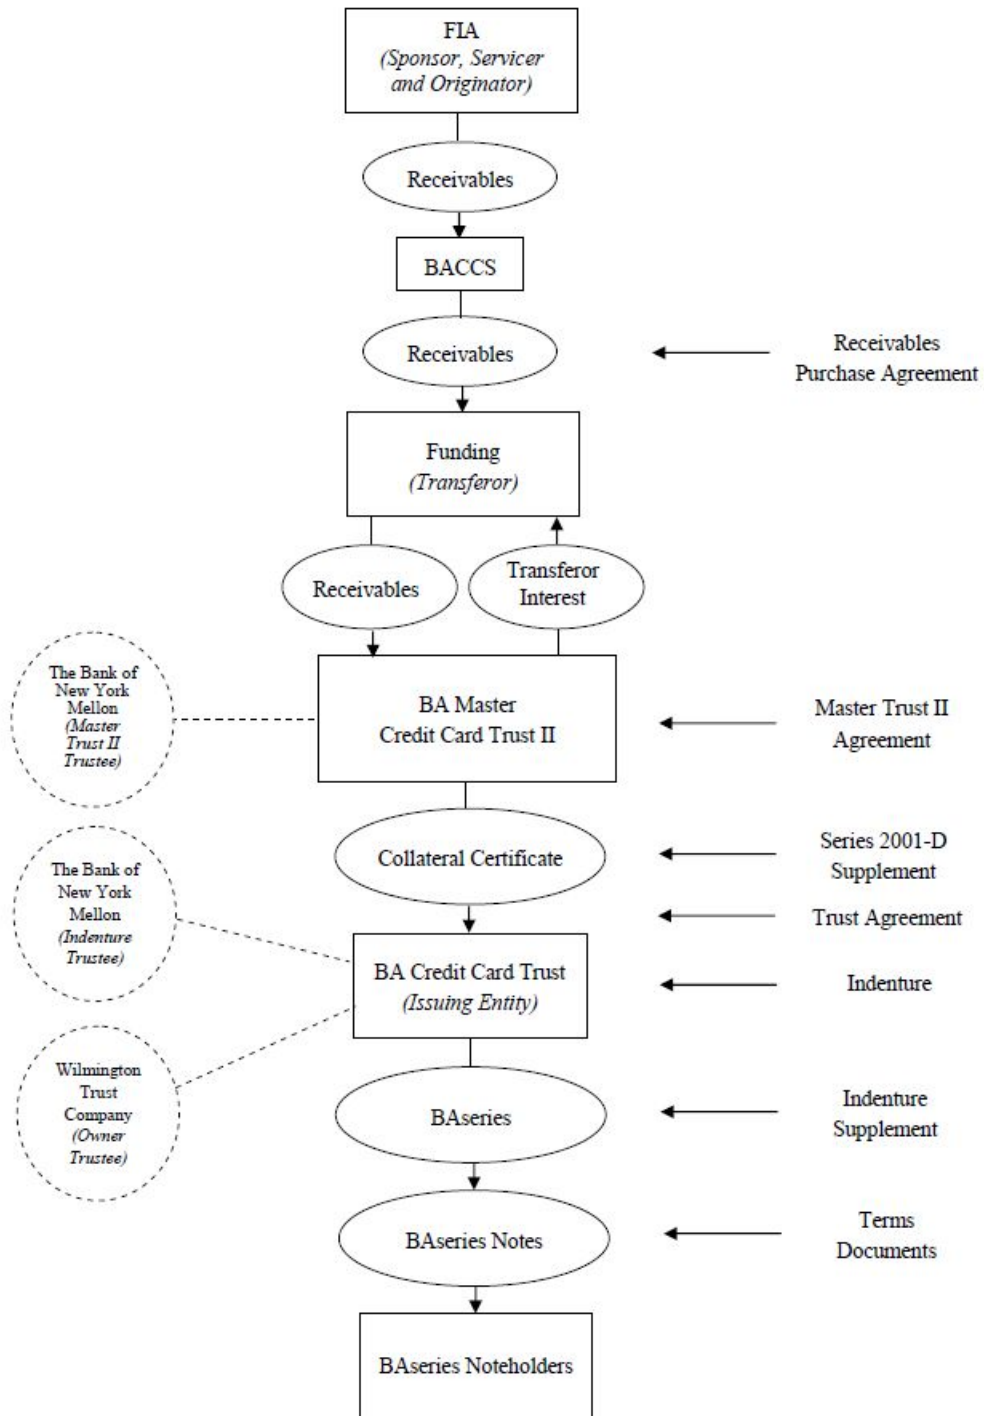 FIA
(Sponsor, Servicer
and Originator)
Receivables
BACCS
Receivables
Receivables
Purchase Agreement
Funding
(Transferor)
Receivables
Transferor
Interest
The Bank of
New York
Mellon
(Master
Trust II
Trustee)
BA Master
Credit Card Trust II
Master Trust II
Agreement
Collateral Certificate
Series 2001-D
Supplement
The Bank of
New York
Mellon
(Indenture
Trustee)
Trust Agreement
BA Credit Card Trust
(Issuing Entity)
Indenture
Wilmington
Trust
Company
(Owner
Trustee)
BAseries
Indenture
Supplement
BAseries Notes
Terms
Documents
BAseries Noteholders